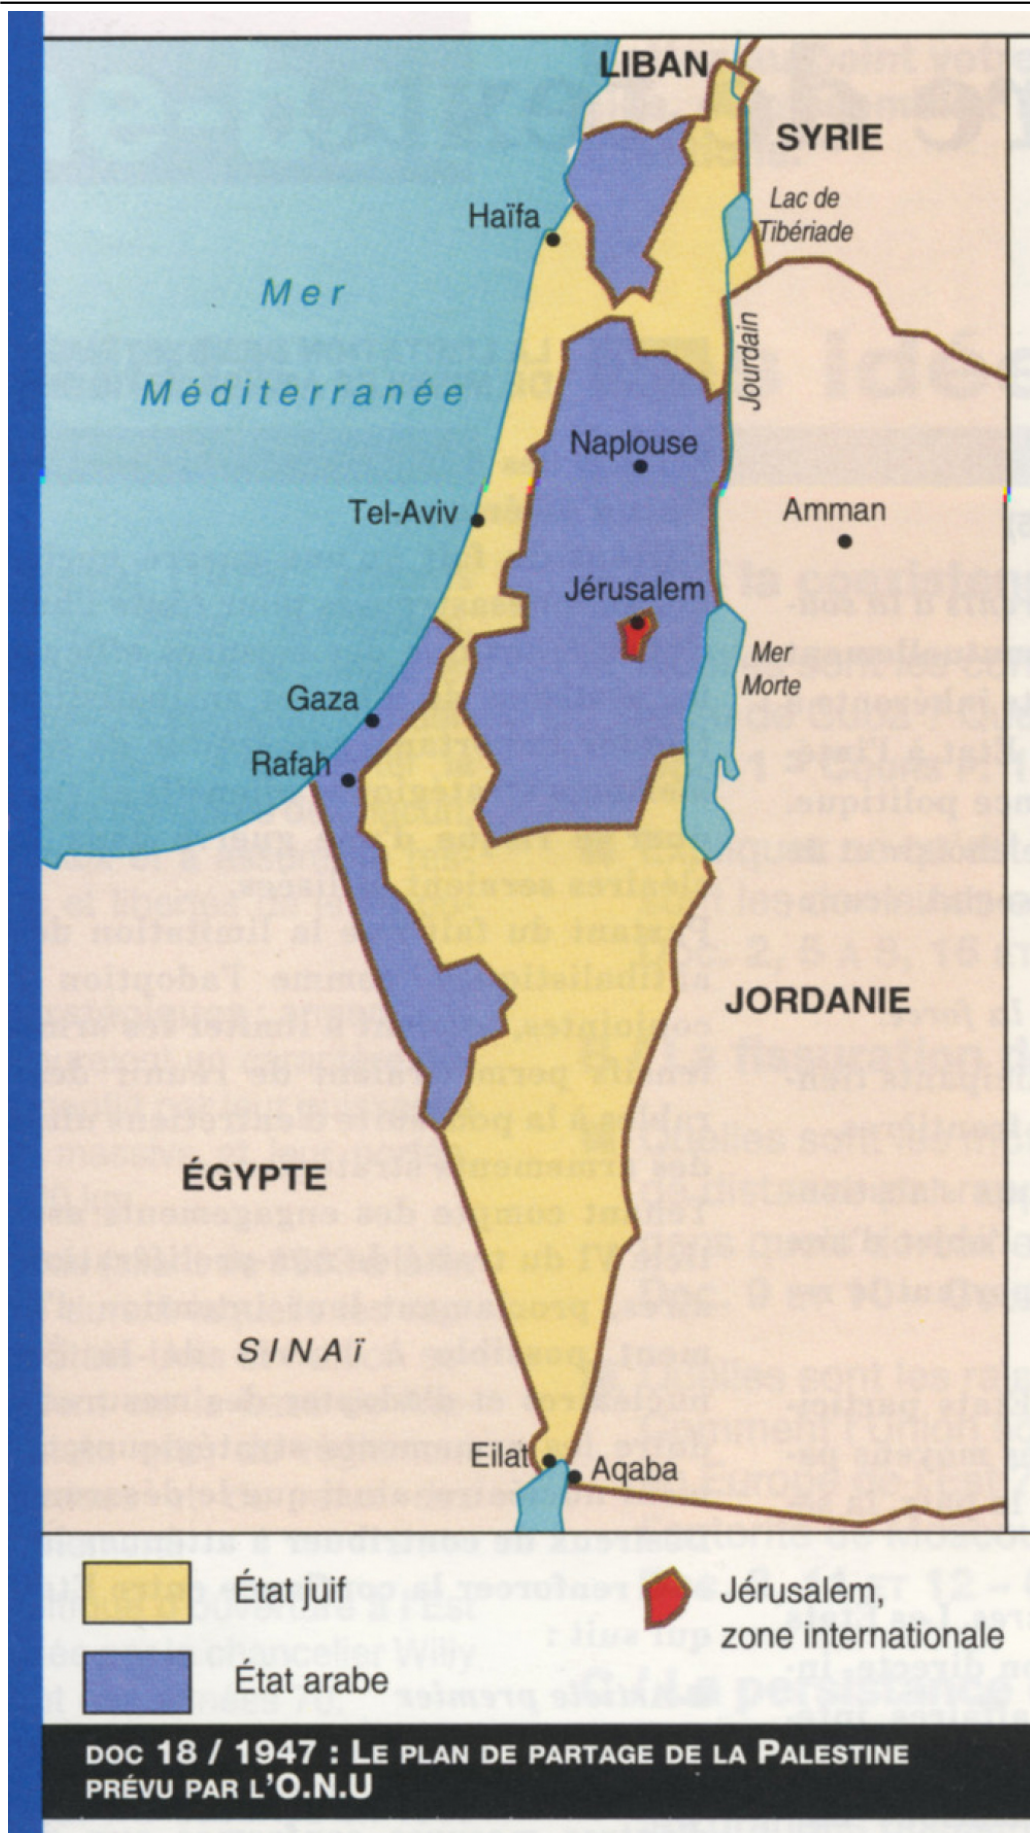 LIBAN
SYRIE
Lac de
Tibériade
Haïfa
Mer
Méditerranée
Jourdain
Naplouse
Tel-Aviv
Amman
Jérusalem
Mer
Morte
Gaza
Rafah
JORDANIE
ÉGYPTE
SINAï
Eilat
Aqaba
État juif
État arabe
Jérusalem,
zone internationale
DOC 18 / 1947 : LE PLAN DE PARTAGE DE LA PALESTINE
PRÉVU PAR L'O.N.U